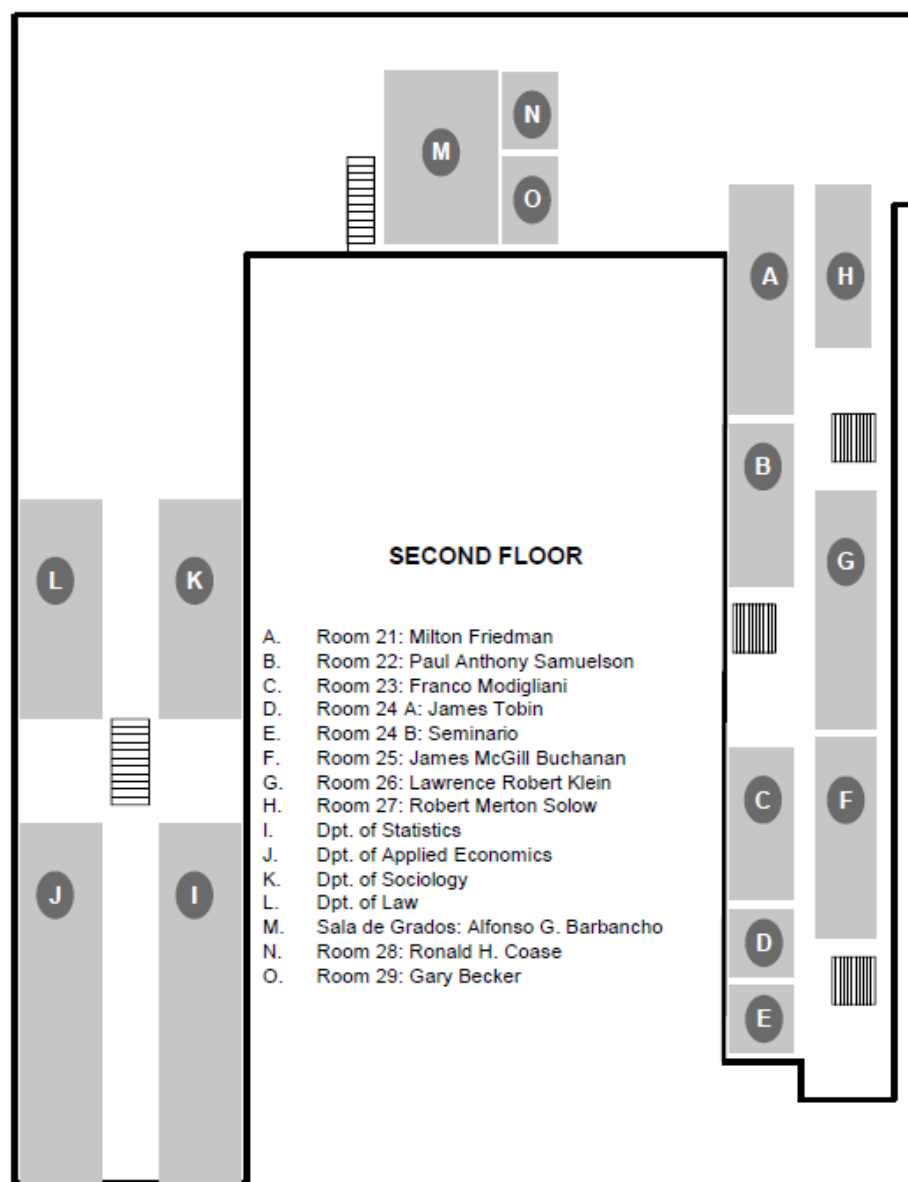 N
M
O
A
H
B
G
L
K
SECOND FLOOR
A. Room 21: Milton Friedman
B. Room 22: Paul Anthony Samuelson
C. Room 23: Franco Modigliani
D. Room 24 A: James Tobin
E. Room 24 B: Seminario
F. Room 25: James McGill Buchanan
G. Room 26: Lawrence Robert Klein
H. Room 27: Robert Merton Solow
I. Dpt. of Statistics
J. Dpt. of Applied Economics
K. Dpt. of Sociology
L. Dpt. of Law
M. Sala de Grados: Alfonso G. Barbancho
N. Room 28: Ronald H. Coase
O. Room 29: Gary Becker
C
F
J
I
D
E